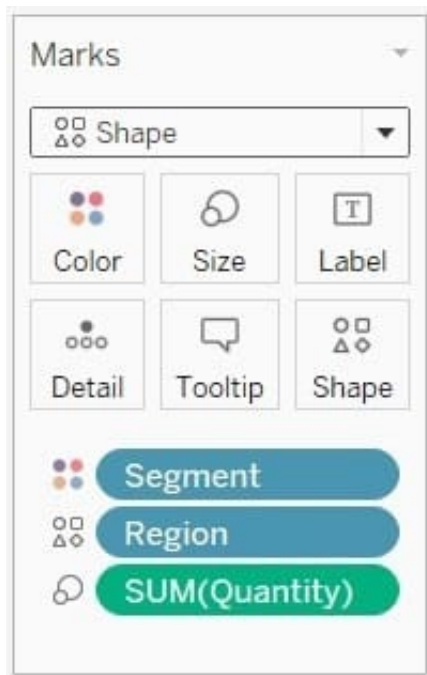 Marks
Shape
Color Size Label
Detail Tooltip Shape
Segment
Region
SUM(Quantity)